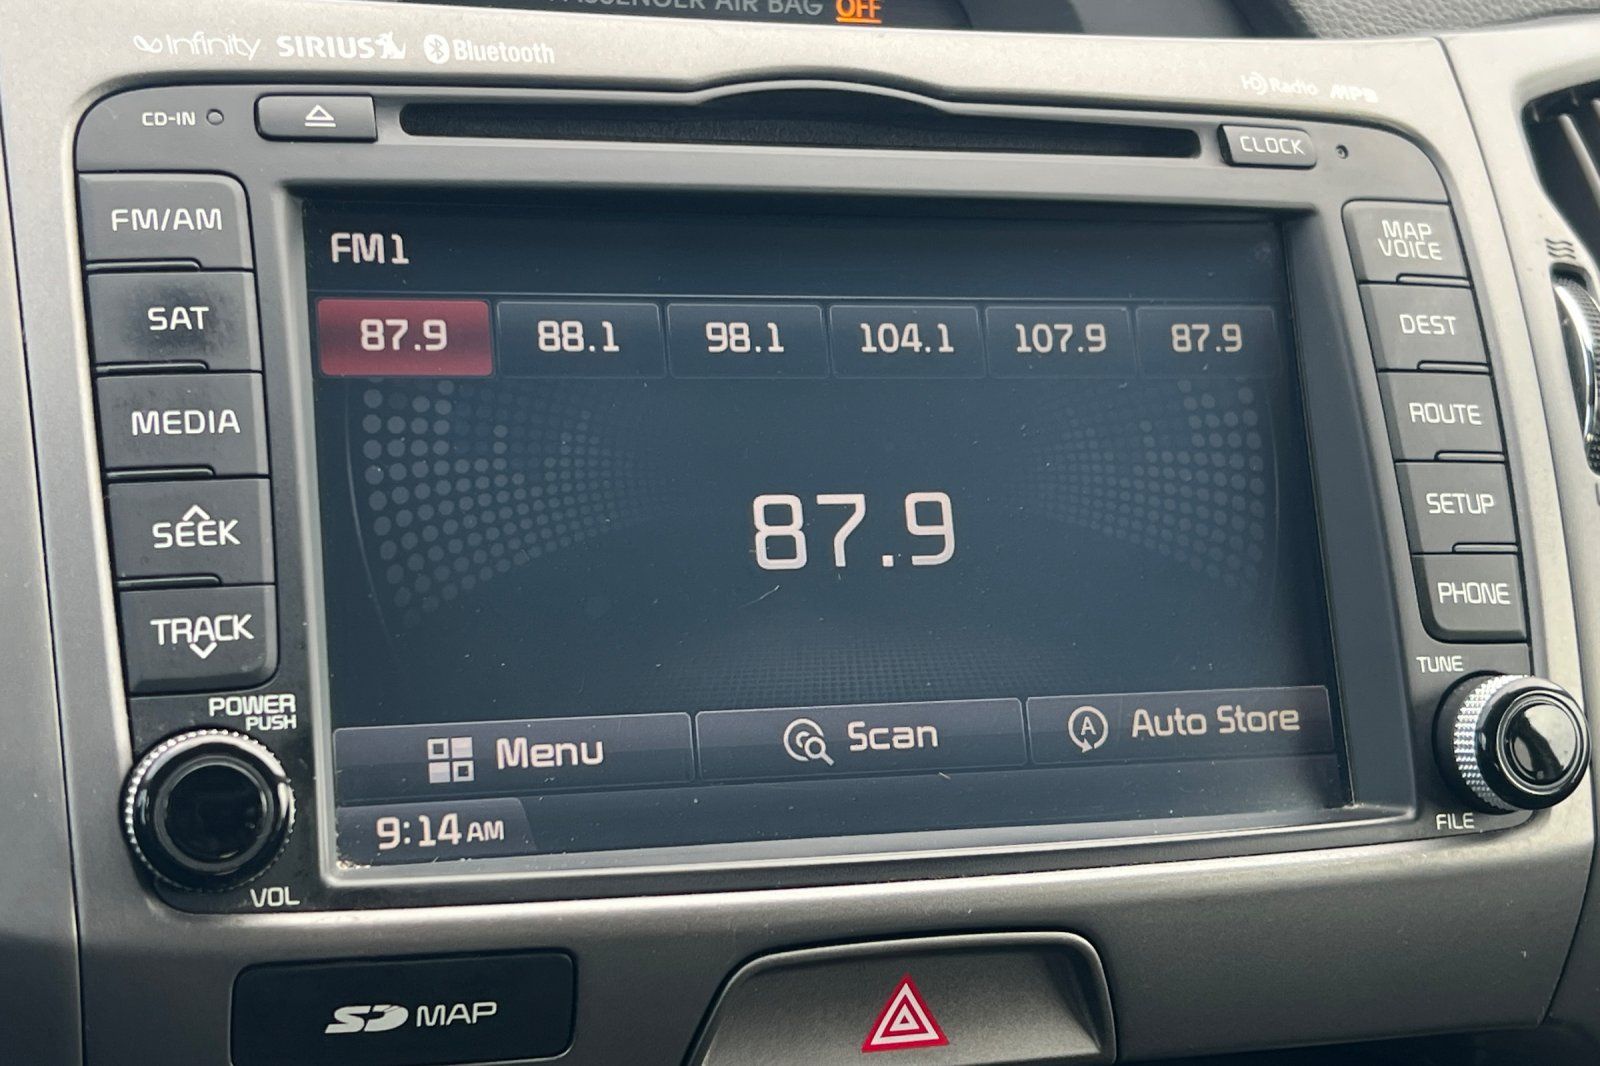 PASSENGER AIR BAG OFF
Infinity SIRIUS Bluetooth
HD Radio MP3
CD-IN
CLOCK
FM/AM
SAT
MEDIA
SEEK
TRACK
POWER
PUSH
VOL
FM1
87.9 88.1 98.1 104.1 107.9 87.9
87.9
Menu Scan Auto Store
9:14 AM
MAP
VOICE
DEST
ROUTE
SETUP
PHONE
TUNE
FILE
SD MAP